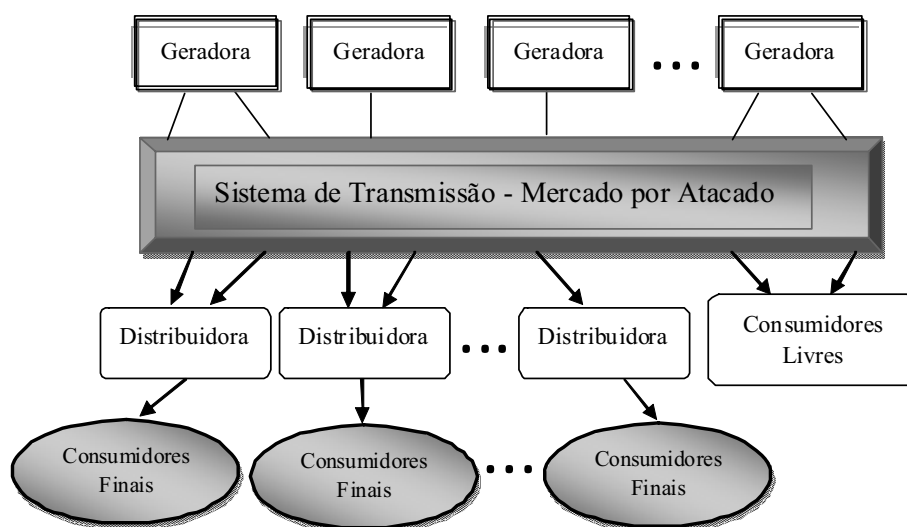 Geradora
Geradora
Geradora
...
Geradora
Sistema de Transmissão - Mercado por Atacado
Distribuidora
Distribuidora
...
Distribuidora
Consumidores
Livres
Consumidores
Finais
Consumidores
Finais
...
Consumidores
Finais